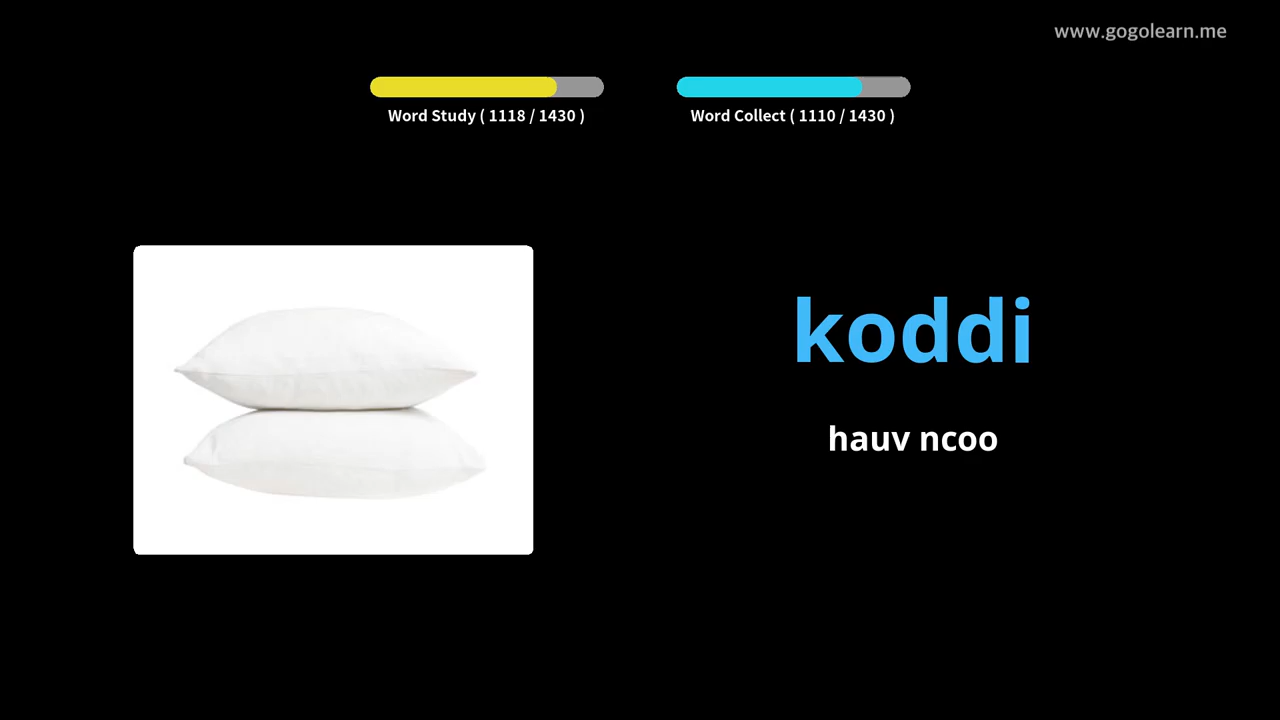 www.gogolearn.me
Word Study ( 1118 / 1430 )
Word Collect ( 1110 / 1430 )
koddi
hauv ncoo